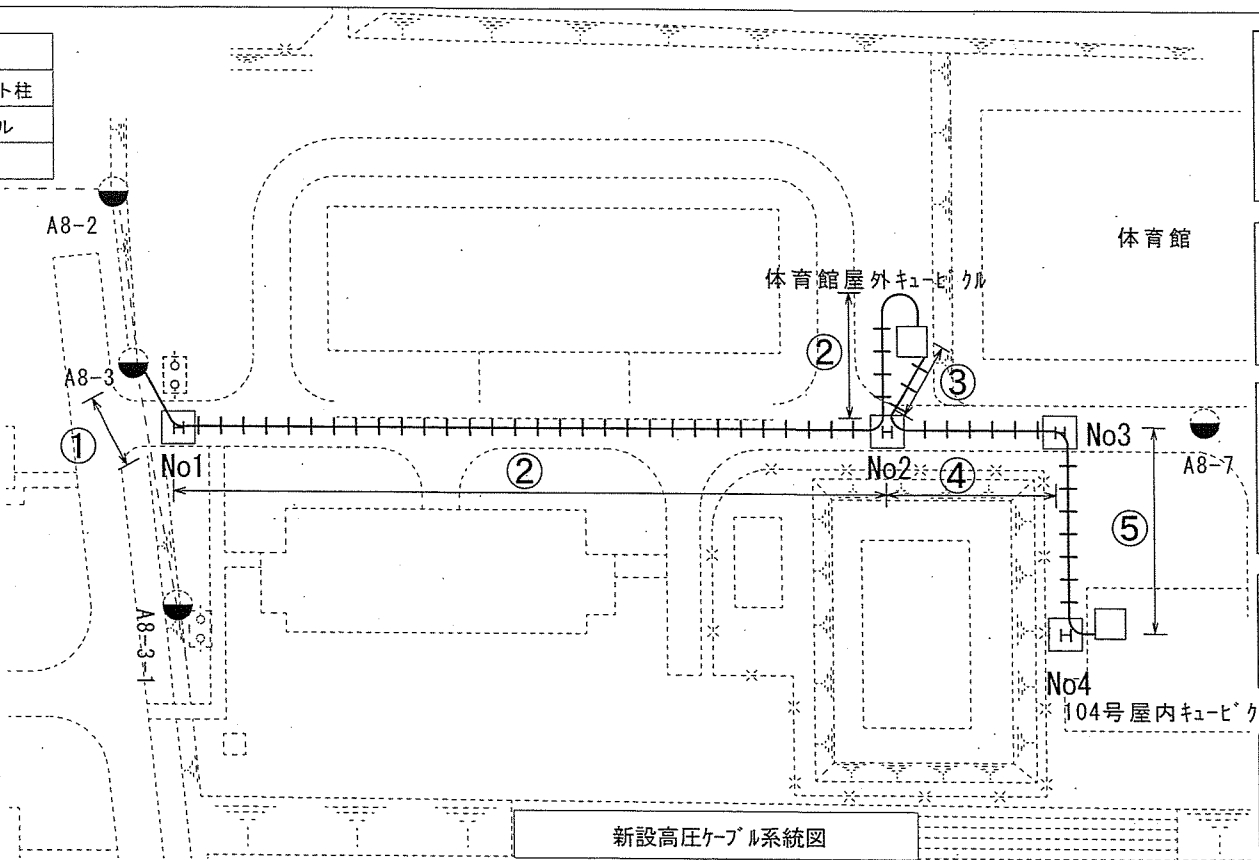 ト柱
ル
A8-2
体育館
体育館屋外キュービクル
②
③
A8-3
①
No1
②
No2
④
No3
A8-7
⑤
A8-3-1
No4
104号屋内キュービク
新設高圧ケーブル系統図